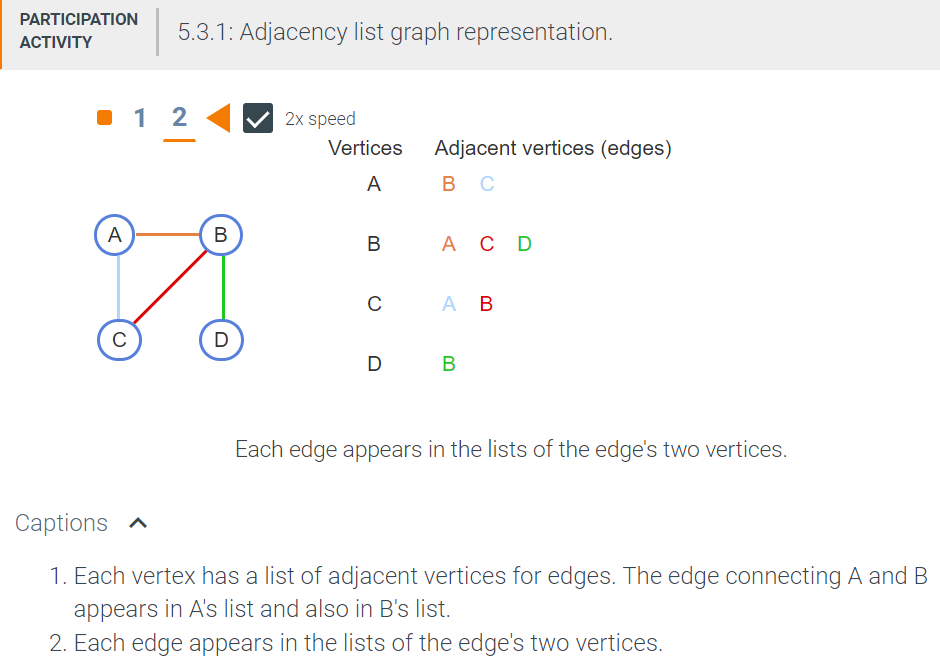 PARTICIPATION
ACTIVITY
5.3.1: Adjacency list graph representation.
1 2 2x speed
Vertices Adjacent vertices (edges)
A B C
A B
B A C D
C A B
C D
D B
Each edge appears in the lists of the edge's two vertices.
Captions
1. Each vertex has a list of adjacent vertices for edges. The edge connecting A and B
appears in A's list and also in B's list.
2. Each edge appears in the lists of the edge's two vertices.